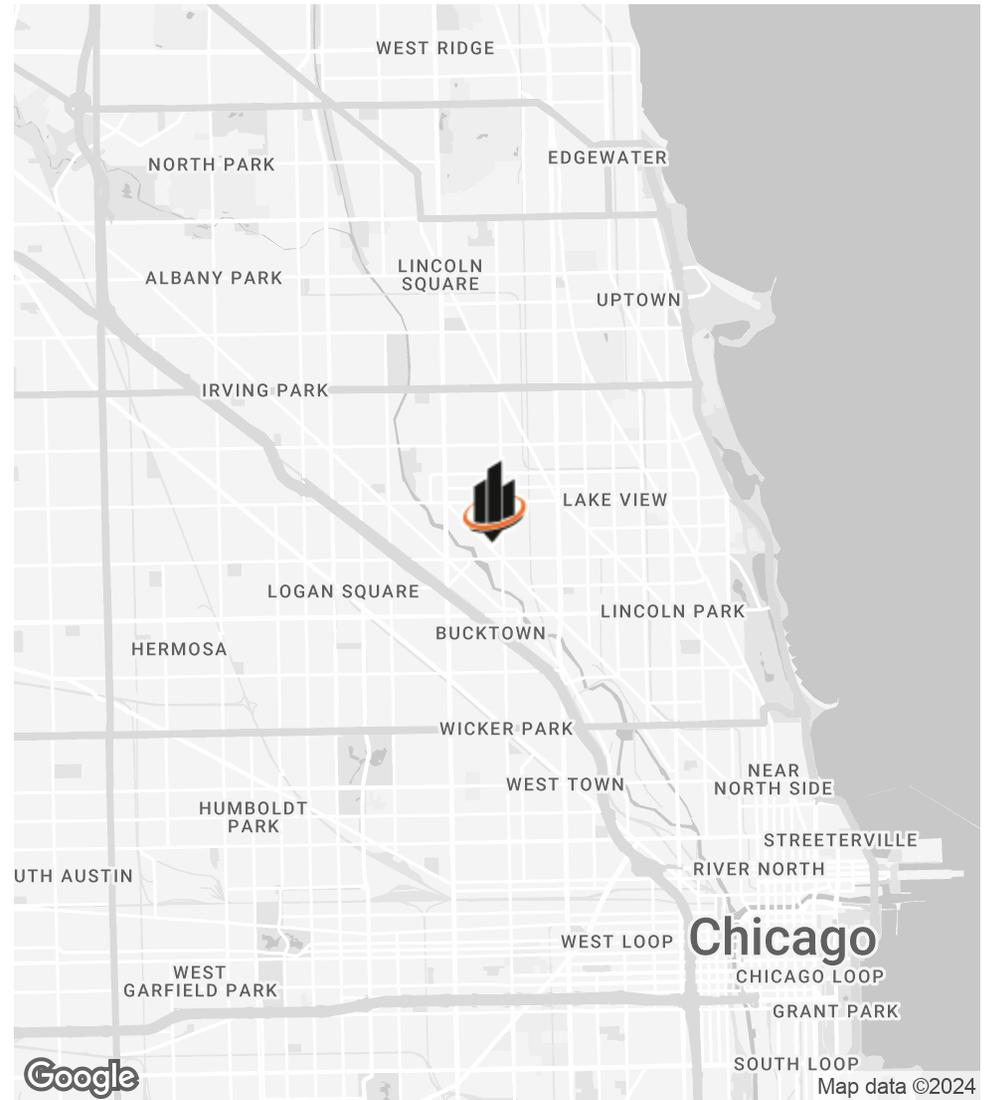 WEST RIDGE
EDGEWATER
NORTH PARK
LINCOLN
SQUARE
ALBANY PARK
UPTOWN
IRVING PARK
LAKE VIEW
LOGAN SQUARE
LINCOLN PARK
BUCKTOWN
HERMOSA
WICKER PARK
NEAR
NORTH SIDE
WEST TOWN
HUMBOLDT
PARK
STREETERVILLE
RIVER NORTH
UTH AUSTIN
Chicago
WEST LOOP
CHICAGO LOOP
WEST
GARFIELD PARK
GRANT PARK
SOUTH LOOP
Google
Map data ©2024